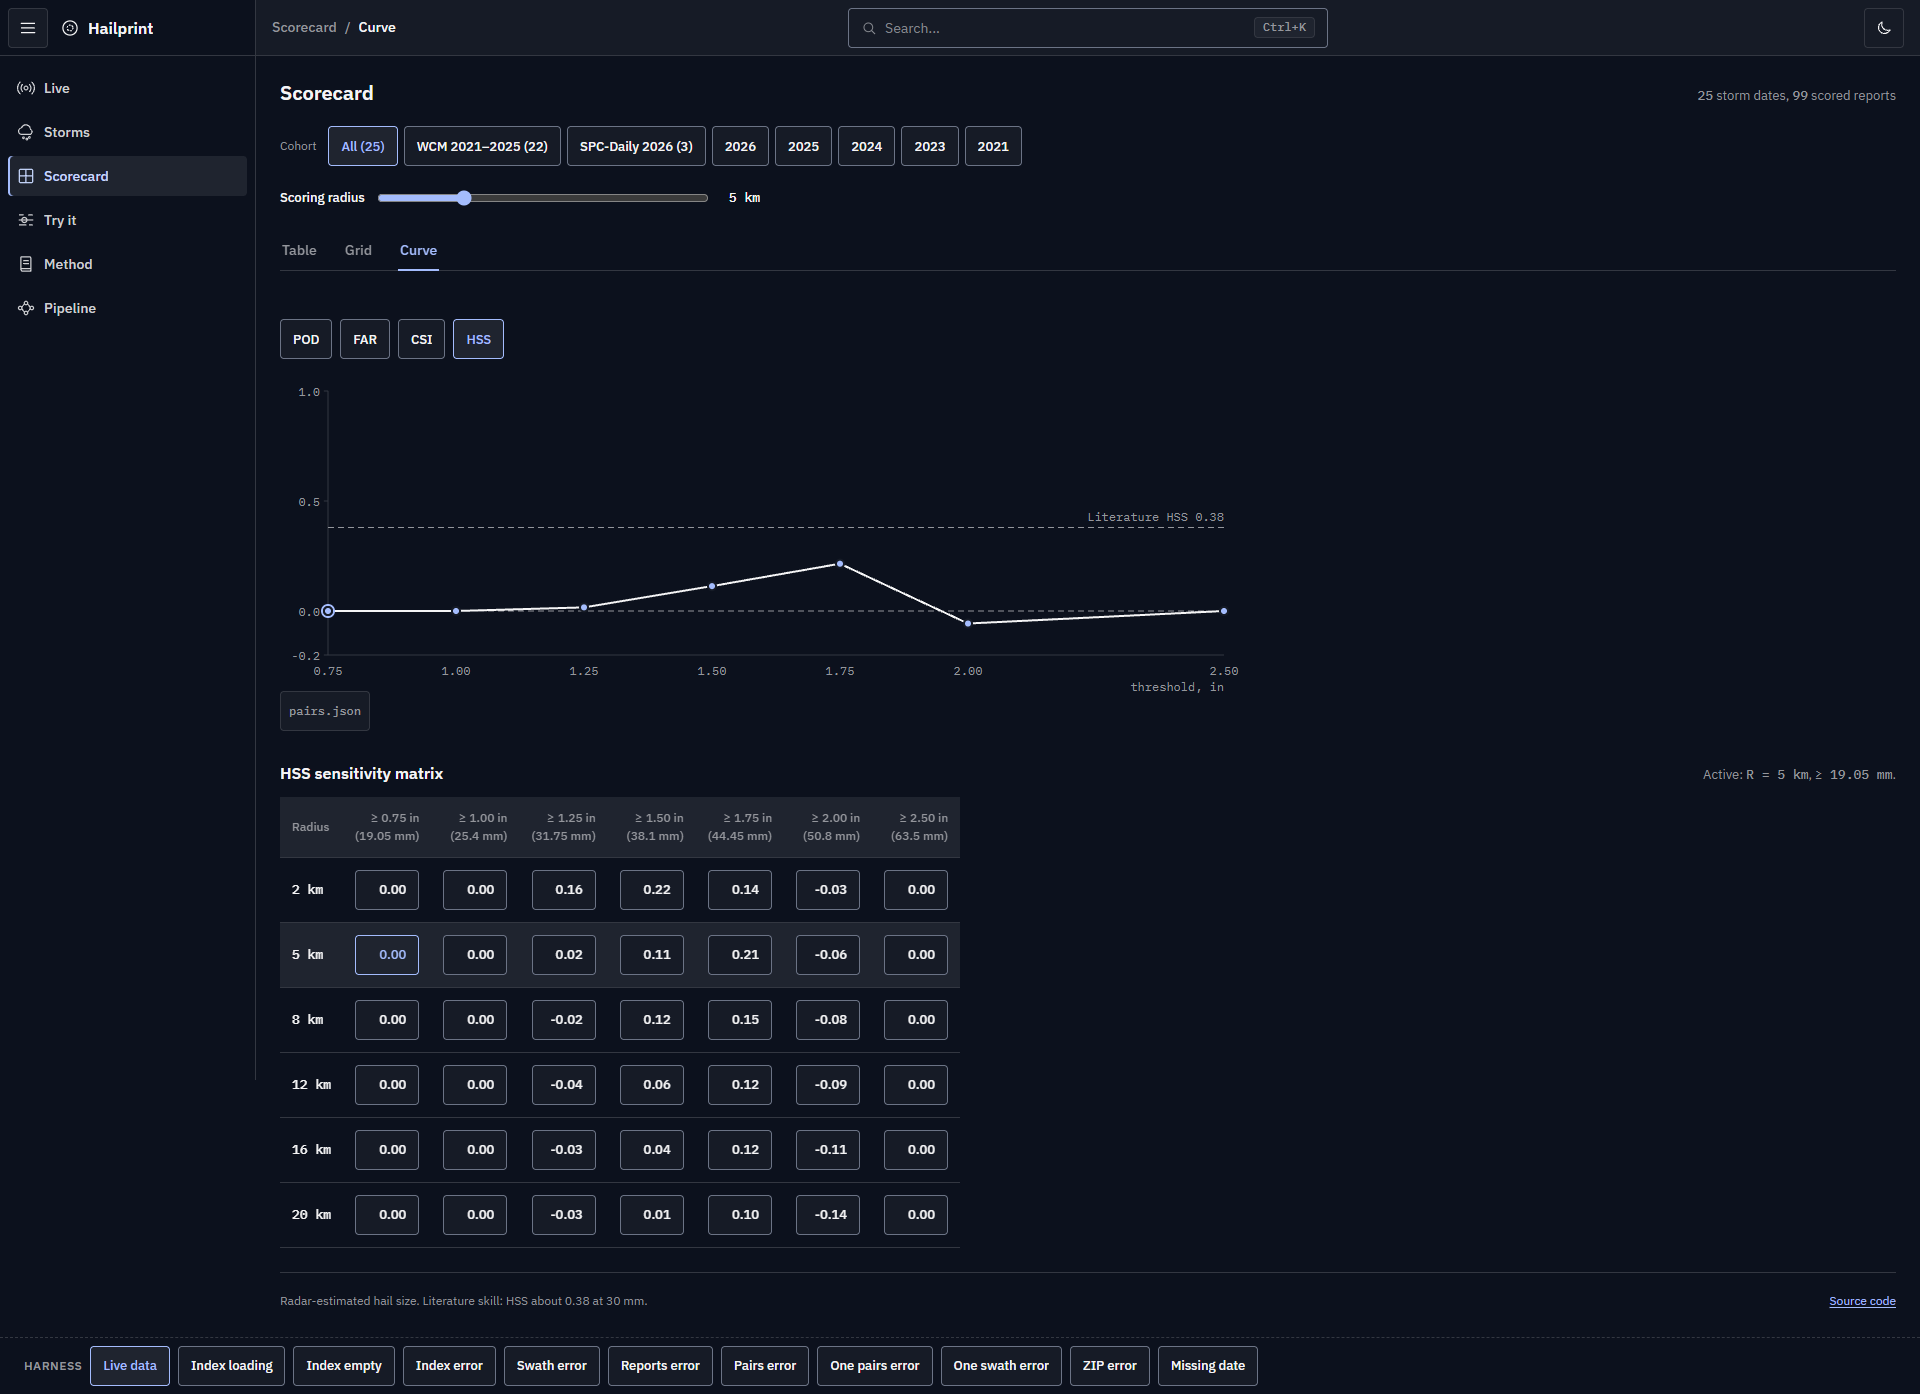 Hailprint
Scorecard / Curve
Search...
Ctrl+K
Live
Storms
Scorecard
Try it
Method
Pipeline
Scorecard
25 storm dates, 99 scored reports
Cohort
All (25)
WCM 2021–2025 (22)
SPC-Daily 2026 (3)
2026
2025
2024
2023
2021
Scoring radius
5 km
Table
Grid
Curve
POD
FAR
CSI
HSS
1.0
0.5
Literature HSS 0.38
0.0
-0.2
0.75 1.00 1.25 1.50 1.75 2.00 2.50
threshold, in
pairs.json
HSS sensitivity matrix
Active: R = 5 km, ≥ 19.05 mm.
Radius ≥ 0.75 in (19.05 mm) ≥ 1.00 in (25.4 mm) ≥ 1.25 in (31.75 mm) ≥ 1.50 in (38.1 mm) ≥ 1.75 in (44.45 mm) ≥ 2.00 in (50.8 mm) ≥ 2.50 in (63.5 mm)
2 km 0.00 0.00 0.16 0.22 0.14 -0.03 0.00
5 km 0.00 0.00 0.02 0.11 0.21 -0.06 0.00
8 km 0.00 0.00 -0.02 0.12 0.15 -0.08 0.00
12 km 0.00 0.00 -0.04 0.06 0.12 -0.09 0.00
16 km 0.00 0.00 -0.03 0.04 0.12 -0.11 0.00
20 km 0.00 0.00 -0.03 0.01 0.10 -0.14 0.00
Radar-estimated hail size. Literature skill: HSS about 0.38 at 30 mm.
Source code
HARNESS
Live data
Index loading
Index empty
Index error
Swath error
Reports error
Pairs error
One pairs error
One swath error
ZIP error
Missing date